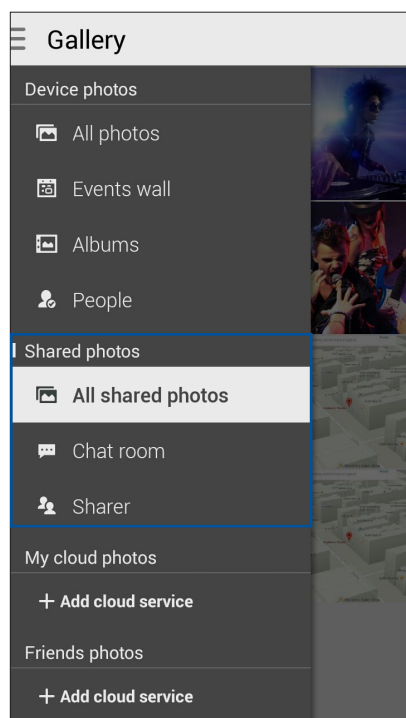 Gallery
Device photos
All photos
Events wall
Albums
People
Shared photos
All shared photos
Chat room
Sharer
My cloud photos
+ Add cloud service
Friends photos
+ Add cloud service